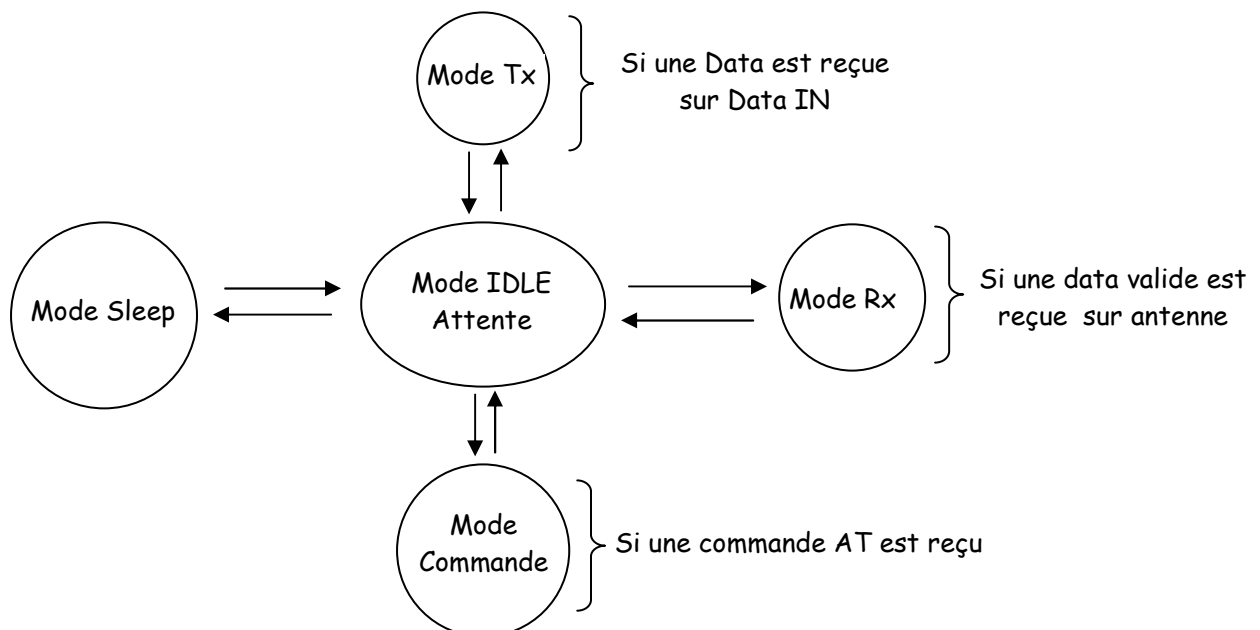 Mode Tx
Si une Data est reçue
sur Data IN
Mode Sleep
Mode IDLE
Attente
Mode Rx
Si une data valide est
reçue sur antenne
Mode
Commande
Si une commande AT est reçu